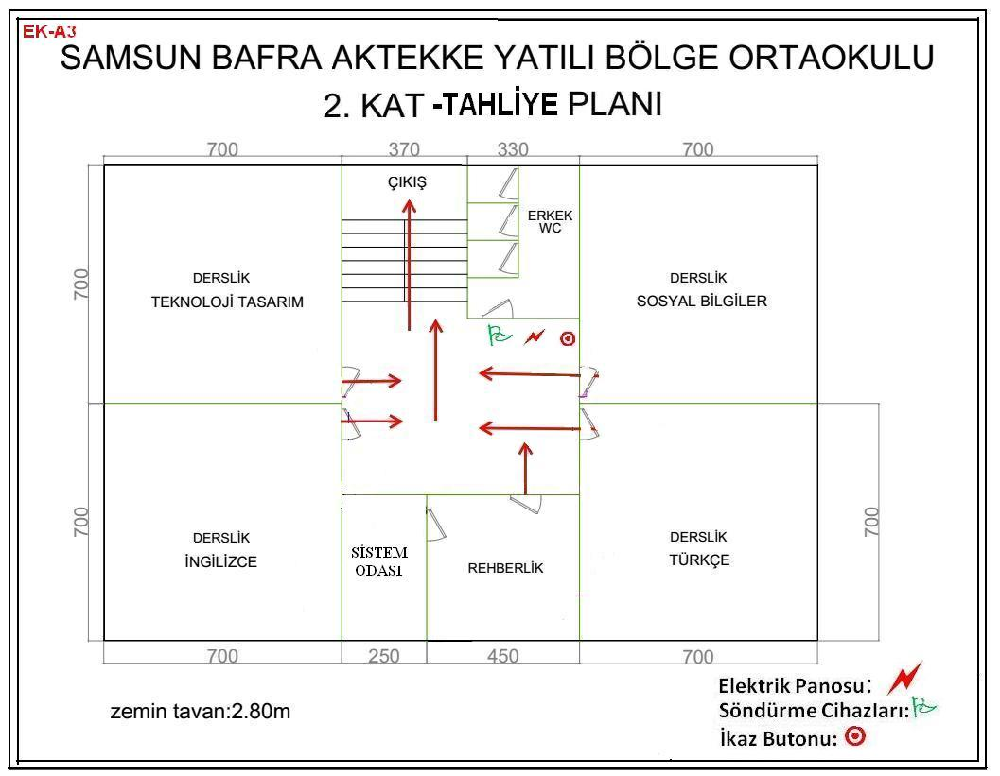 EK-A3
SAMSUN BAFRA AKTEKKE YATILI BÖLGE ORTAOKULU
2. KAT -TAHLİYE PLANI
700 370 330 700
ÇIKIŞ
ERKEK
WC
700
DERSLİK
TEKNOLOJİ TASARIM
DERSLİK
SOSYAL BİLGİLER
700
DERSLİK
İNGİLİZCE
SİSTEM
ODASI
REHBERLİK
DERSLİK
TÜRKÇE
700
700 250 450 700
zemin tavan:2.80m
Elektrik Panosu:
Söndürme Cihazları:
İkaz Butonu: